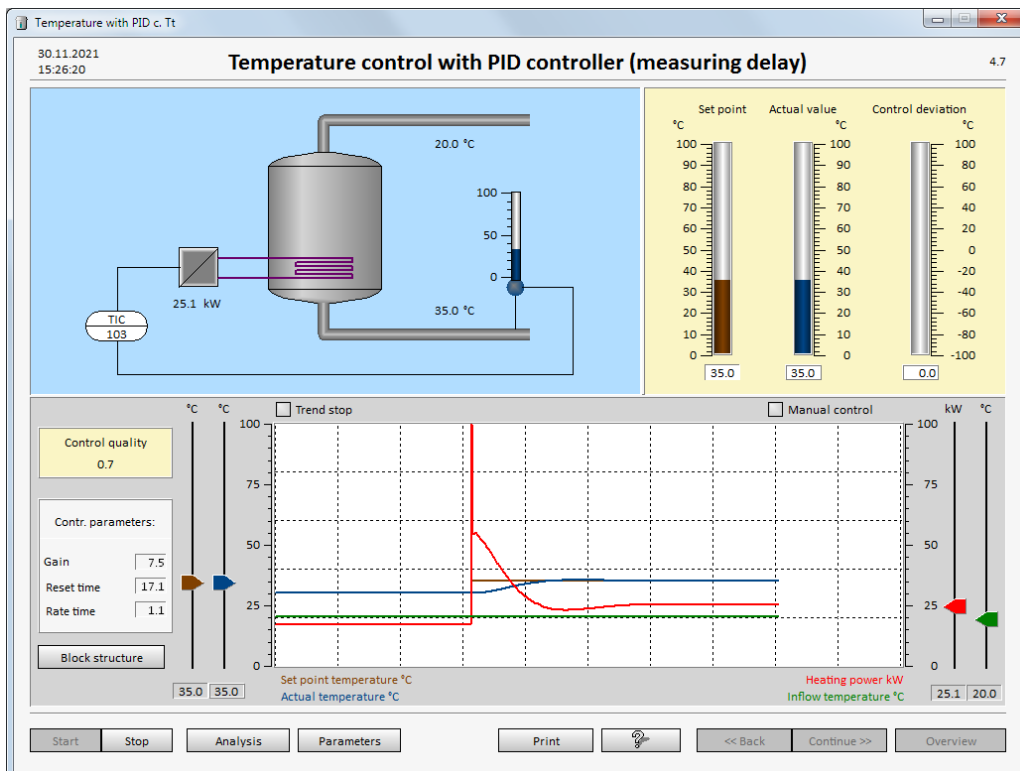 Temperature with PID c. Tt
30.11.2021
15:26:20
Temperature control with PID controller (measuring delay)
4.7
20.0 °C
100
50
0
25.1 kW
35.0 °C
TIC
103
Set point
Actual value
Control deviation
°C
°C
°C
100
90
80
70
60
50
40
30
20
10
0
100
90
80
70
60
50
40
30
20
10
0
100
80
60
40
20
0
-20
-40
-60
-80
-100
35.0
35.0
0.0
Control quality
0.7
Contr. parameters:
Gain 7.5
Reset time 17.1
Rate time 1.1
Block structure
°C °C
35.0 35.0
Trend stop
Manual control
100
75
50
25
0
100
75
50
25
0
kW °C
Set point temperature °C
Actual temperature °C
Heating power kW
Inflow temperature °C
25.1 20.0
Start
Stop
Analysis
Parameters
Print
?
<< Back
Continue >>
Overview